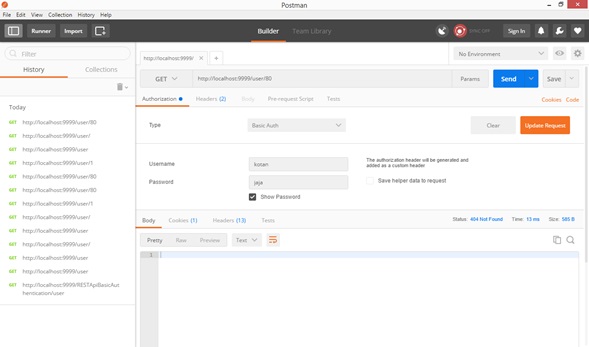 Postman
File Edit View Collection History Help
Runner Import Builder Team Library SYNC OFF Sign In
Filter
History Collections
Today
GET http://localhost:9999/user/80
GET http://localhost:9999/user/
GET http://localhost:9999/user
GET http://localhost:9999/user/1
GET http://localhost:9999/user/80
GET http://localhost:9999/user/80
GET http://localhost:9999/user/1
GET http://localhost:9999/user/
GET http://localhost:9999/user
GET http://localhost:9999/user/
GET http://localhost:9999/user
GET http://localhost:9999/user
GET http://localhost:9999/RESTApiBasicAut
hentication/user
http://localhost:9999/
No Environment
GET http://localhost:9999/user/80 Params Send Save
Authorization Headers (2) Body Pre-request Script Tests Cookies Code
Type Basic Auth Clear Update Request
Username kotan
Password jaja
Show Password
The authorization header will be generated and
added as a custom header
Save helper data to request
Body Cookies (1) Headers (13) Tests Status: 404 Not Found Time: 13 ms Size: 585 B
Pretty Raw Preview Text
1